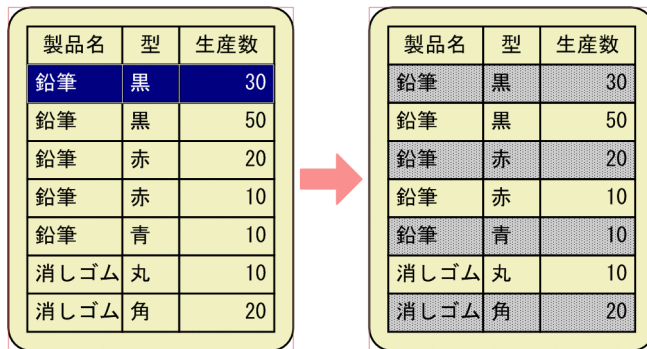 製品名 型 生産数
鉛筆 黒 30
鉛筆 黒 50
鉛筆 赤 20
鉛筆 赤 10
鉛筆 青 10
消しゴム 丸 10
消しゴム 角 20
製品名 型 生産数
鉛筆 黒 30
鉛筆 黒 50
鉛筆 赤 20
鉛筆 赤 10
鉛筆 青 10
消しゴム 丸 10
消しゴム 角 20